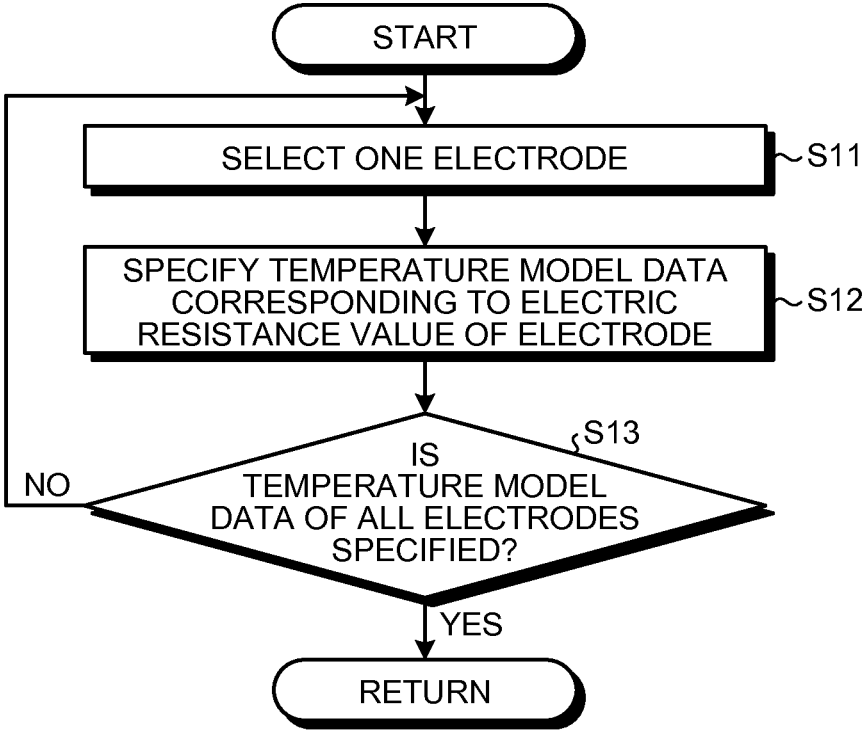 START
SELECT ONE ELECTRODE
S11
SPECIFY TEMPERATURE MODEL DATA
CORRESPONDING TO ELECTRIC
RESISTANCE VALUE OF ELECTRODE
S12
S13
IS
TEMPERATURE MODEL
DATA OF ALL ELECTRODES
SPECIFIED?
NO
YES
RETURN